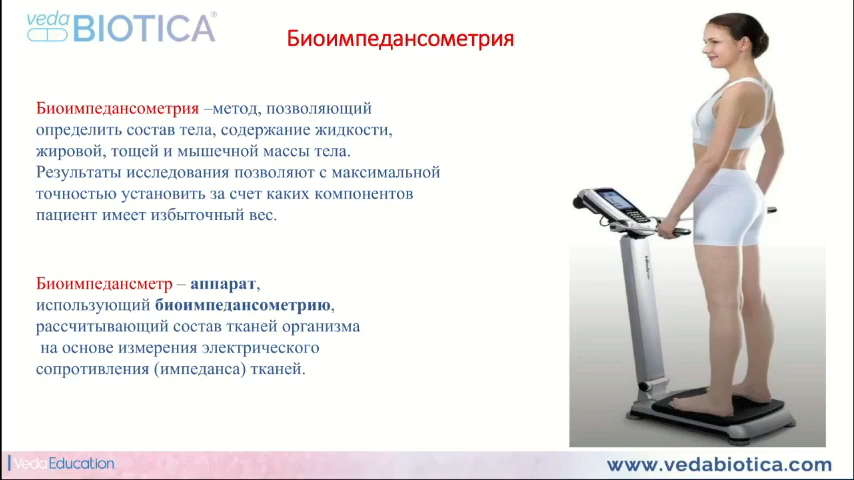 veda
BIOTICA®
Биоимпедансометрия
Биоимпедансометрия –метод, позволяющий
определить состав тела, содержание жидкости,
жировой, тощей и мышечной массы тела.
Результаты исследования позволяют с максимальной
точностью установить за счет каких компонентов
пациент имеет избыточный вес.
Биоимпедансметр – аппарат,
использующий биоимпедансометрию,
рассчитывающий состав тканей организма
на основе измерения электрического
сопротивления (импеданса) тканей.
VedaEducation
www.vedabiotica.com